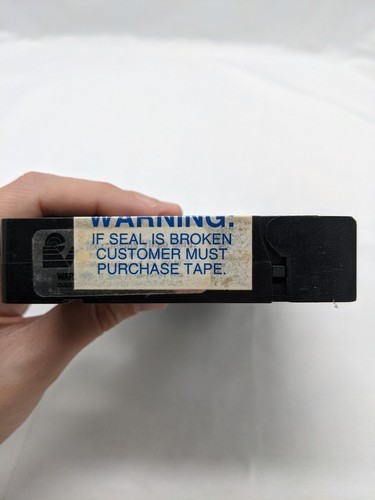 WARNING:
IF SEAL IS BROKEN
CUSTOMER MUST
PURCHASE TAPE.